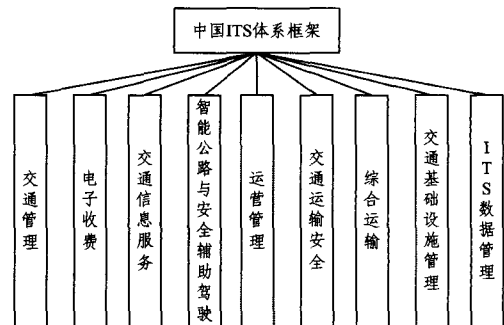 中国ITS体系框架
交通管理
电子收费
交通信息服务
智能公路与安全辅助驾驶
运营管理
交通运输安全
综合运输
交通基础设施管理
ITS数据管理